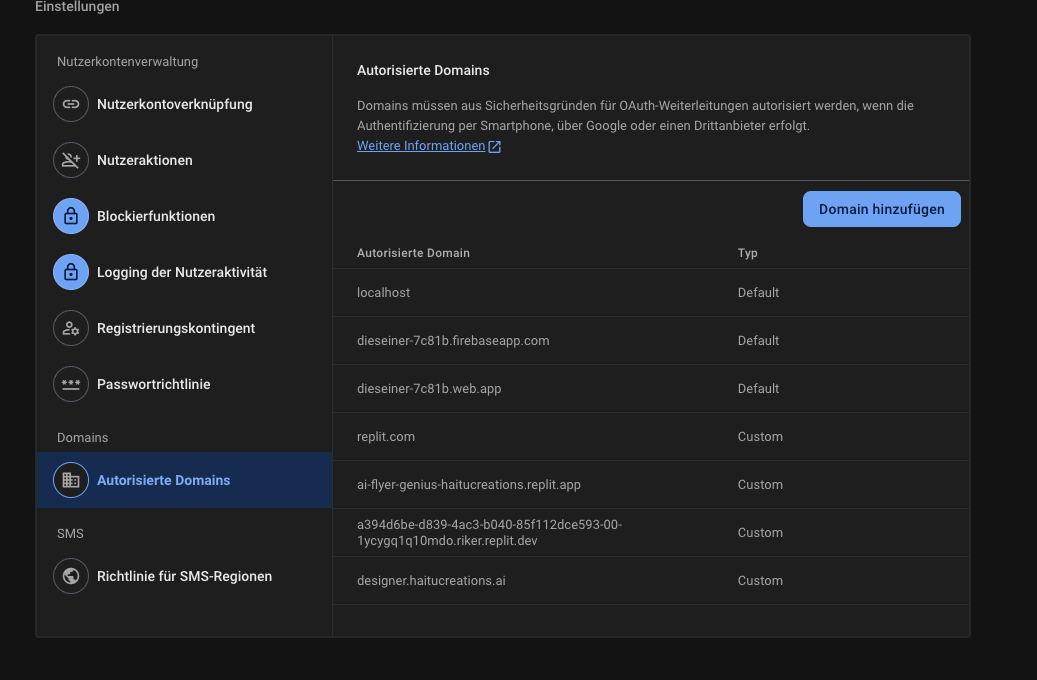 Einstellungen
Nutzerkontenverwaltung
Nutzerkontoverknüpfung
Nutzeraktionen
Blockierfunktionen
Logging der Nutzeraktivität
Registrierungskontingent
Passwortrichtlinie
Domains
Autorisierte Domains
SMS
Richtlinie für SMS-Regionen
Autorisierte Domains
Domains müssen aus Sicherheitsgründen für OAuth-Weiterleitungen autorisiert werden, wenn die
Authentifizierung per Smartphone, über Google oder einen Drittanbieter erfolgt.
Weitere Informationen
Domain hinzufügen
Autorisierte Domain Typ
localhost Default
dieseiner-7c81b.firebaseapp.com Default
dieseiner-7c81b.web.app Default
replit.com Custom
ai-flyer-genius-haitucreations.replit.app Custom
a394d6be-d839-4ac3-b040-85f112dce593-00-
1ycygq1q10mdo.riker.replit.dev Custom
designer.haitucreations.ai Custom